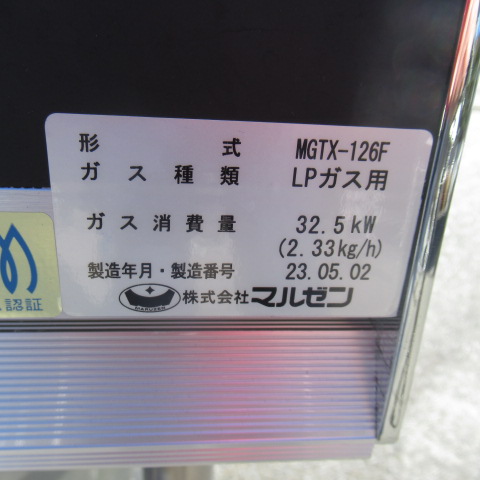 形 式 MGTX-126F
ガス種類 LPガス用
ガス消費量 32.5kW
(2.33kg/h)
製造年月・製造番号 23.05.02
MARUZEN 株式会社マルゼン
認証